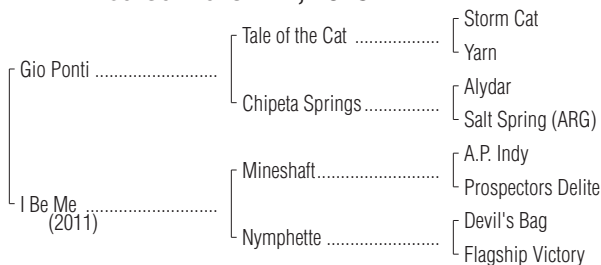 Storm Cat
Tale of the Cat ....................
Yarn
Gio Ponti .............................
Alydar
Chipeta Springs ..................
Salt Spring (ARG)
A.P. Indy
Mineshaft.............................
Prospectors Delite
I Be Me ...............................
(2011)
Devil's Bag
Nymphette ...........................
Flagship Victory